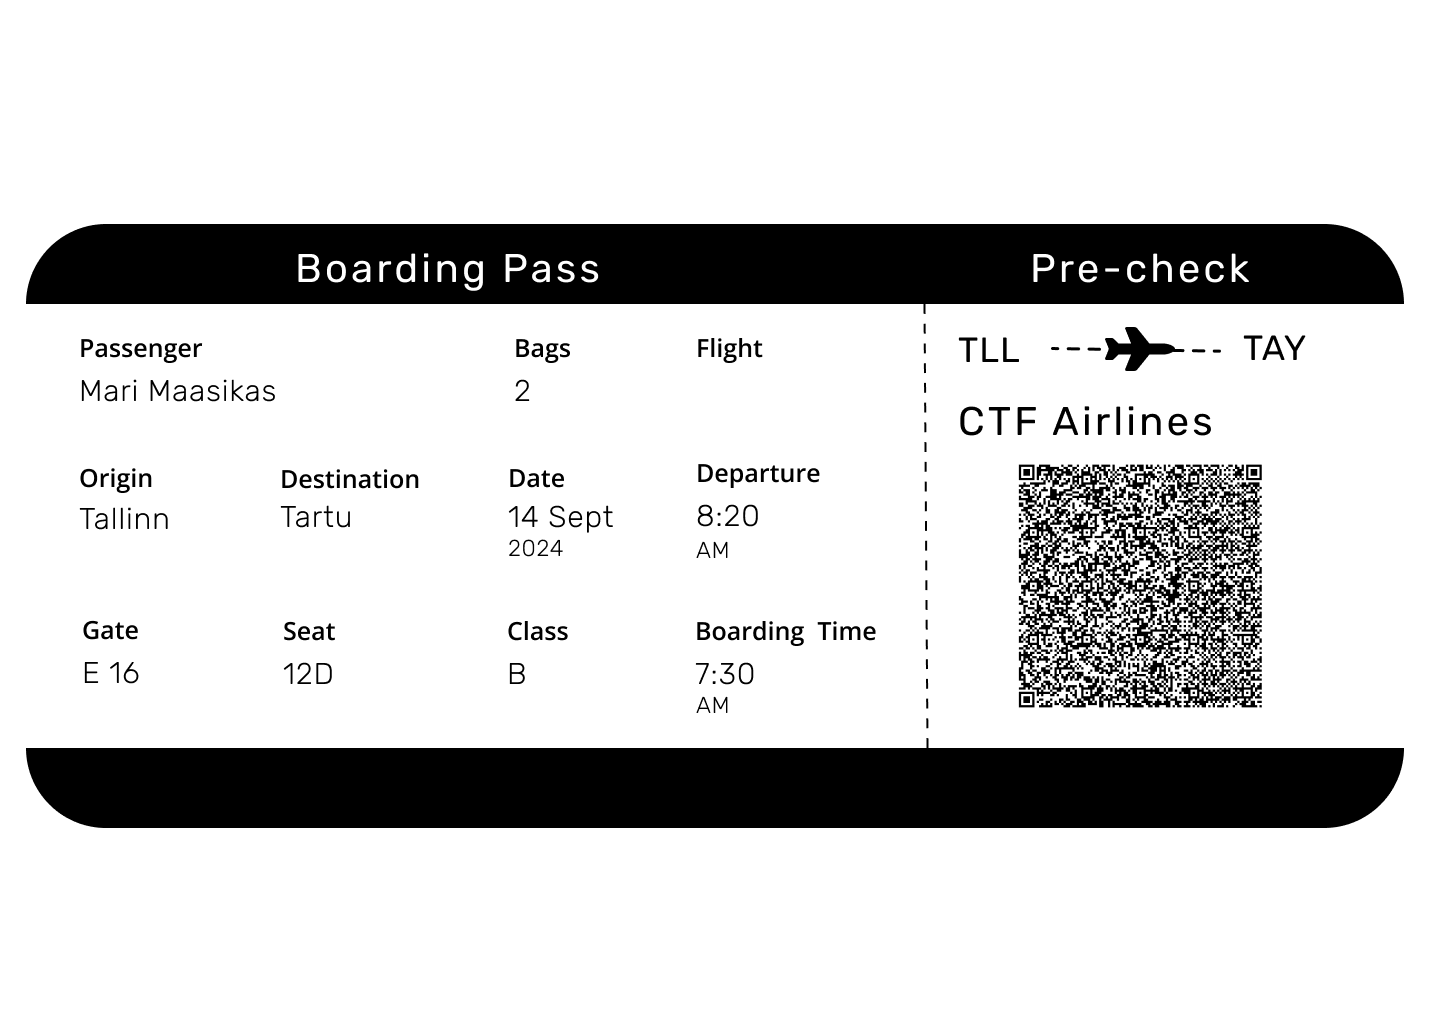 Boarding Pass
Pre-check
Passenger
Mari Maasikas
Bags
2
Flight
Origin
Tallinn
Destination
Tartu
Date
14 Sept
2024
Departure
8:20
AM
Gate
E 16
Seat
12D
Class
B
Boarding Time
7:30
AM
TLL
TAY
CTF Airlines